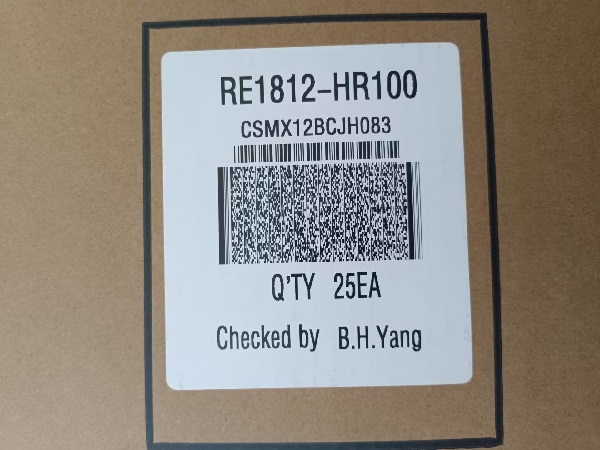 RE1812-HR100
CSMX12BCJH083
Q'TY 25EA
Checked by B.H.Yang